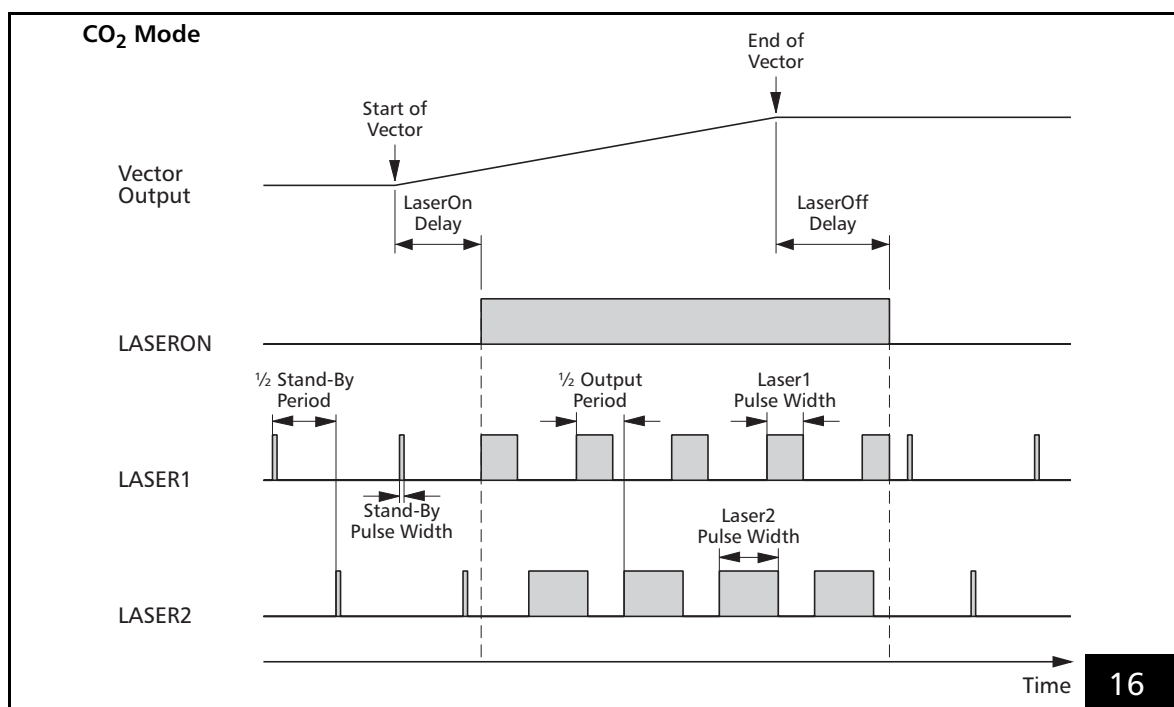 CO2 Mode
End of
Vector
Start of
Vector
Vector
Output
LaserOn
Delay
LaserOff
Delay
LASERON
½ Stand-By
Period
½ Output
Period
Laser1
Pulse Width
LASER1
Stand-By
Pulse Width
Laser2
Pulse Width
LASER2
Time
16